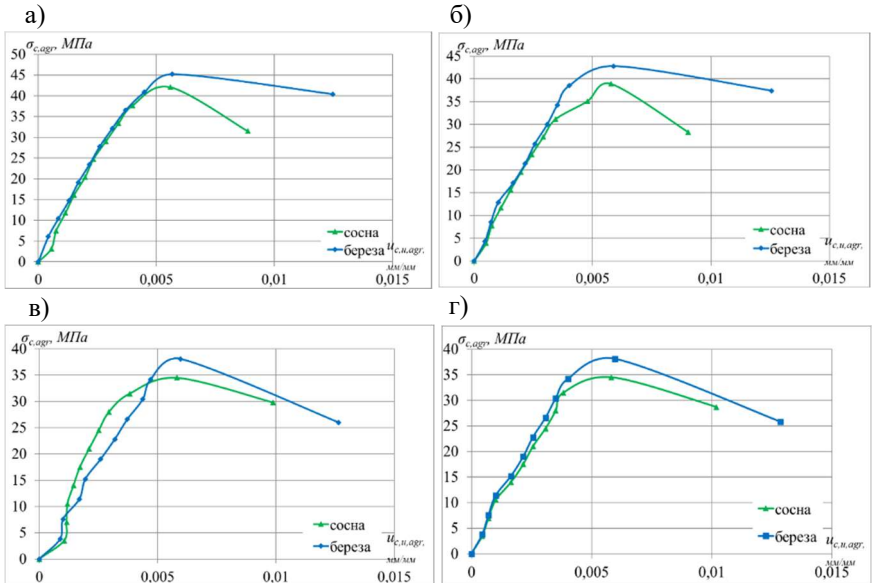 а)
б)
σc,agr, МПа
50
45
40
35
30
25
20
15
10
5
0
0
0,005
0,01
0,015
сосна
береза
uc,u,agr,
мм/мм
σc,agr, МПа
45
40
35
30
25
20
15
10
5
0
0
0,005
0,01
0,015
сосна
береза
uc,u,agr,
мм/мм
в)
г)
σc,agr, МПа
40
35
30
25
20
15
10
5
0
0
0,005
0,01
0,015
сосна
береза
uc,u,agr,
мм/мм
σc,agr, МПа
40
35
30
25
20
15
10
5
0
0
0,005
0,01
0,015
сосна
береза
uc,u,agr,
мм/мм